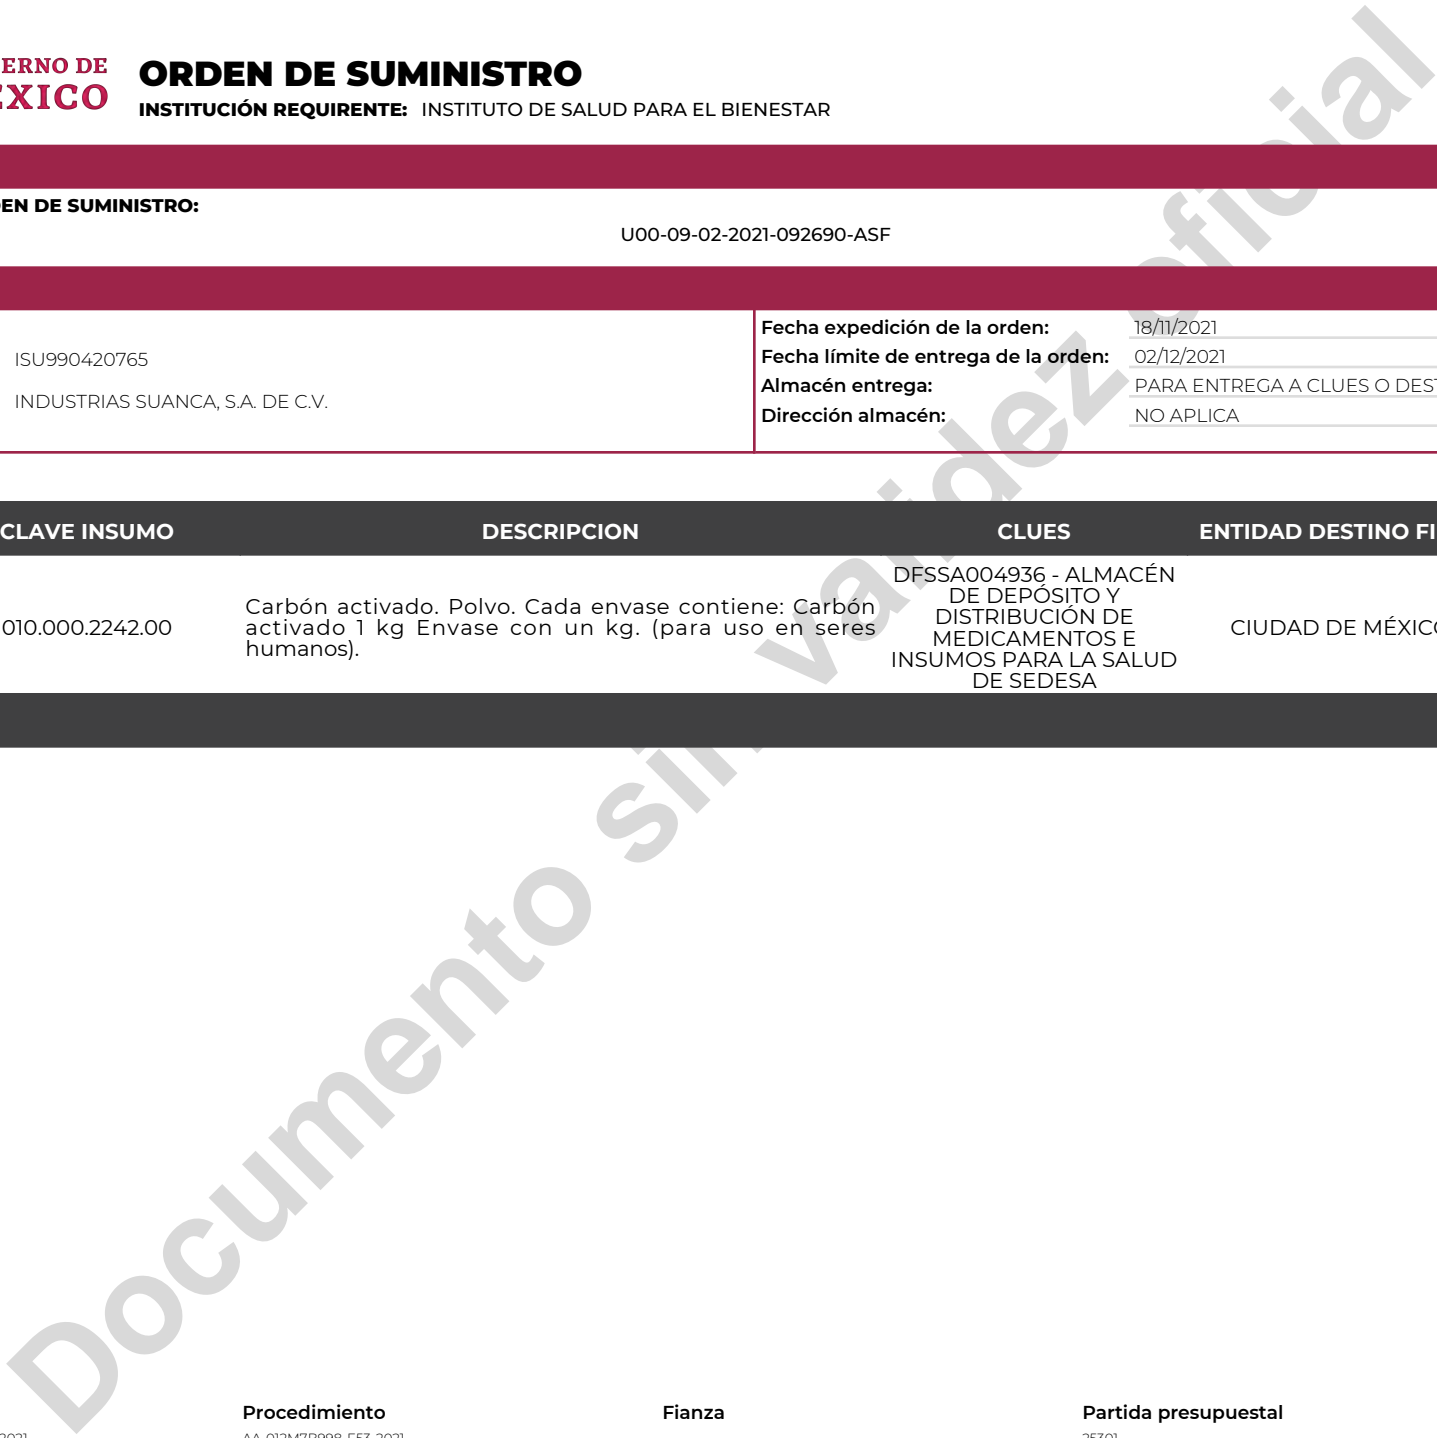 ERNO DE
EXICO
ORDEN DE SUMINISTRO
INSTITUCIÓN REQUIRENTE: INSTITUTO DE SALUD PARA EL BIENESTAR
EN DE SUMINISTRO:
U00-09-02-2021-092690-ASF
ISU990420765
INDUSTRIAS SUANCA, S.A. DE C.V.
Fecha expedición de la orden: 18/11/2021
Fecha límite de entrega de la orden: 02/12/2021
Almacén entrega: PARA ENTREGA A CLUES O DEST
Dirección almacén: NO APLICA
CLAVE INSUMO DESCRIPCION CLUES ENTIDAD DESTINO FI
010.000.2242.00
Carbón activado. Polvo. Cada envase contiene: Carbón
activado 1 kg Envase con un kg. (para uso en seres
humanos).
DFSSA004936 - ALMACÉN
DE DEPÓSITO Y
DISTRIBUCIÓN DE
MEDICAMENTOS E
INSUMOS PARA LA SALUD
DE SEDESA
CIUDAD DE MÉXICO
Documento sin validez oficial
Procedimiento Fianza Partida presupuestal